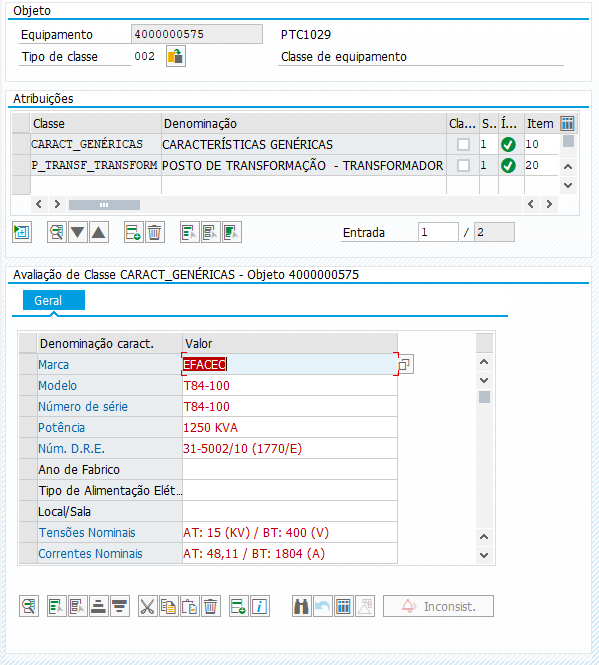 Objeto
Equipamento 4000000575 PTC1029
Tipo de classe 002 Classe de equipamento
Atribuições
Classe Denominação Cla... S.. Í... Item
CARACT_GENÉRICAS CARACTERÍSTICAS GENÉRICAS 1 10
P_TRANSF_TRANSFORM POSTO DE TRANSFORMAÇÃO - TRANSFORMADOR 1 20
Entrada 1 / 2
Avaliação de Classe CARACT_GENÉRICAS - Objeto 4000000575
Geral
Denominação caract. Valor
Marca EFACEC
Modelo T84-100
Número de série T84-100
Potência 1250 KVA
Núm. D.R.E. 31-5002/10 (1770/E)
Ano de Fabrico
Tipo de Alimentação Elét...
Local/Sala
Tensões Nominais AT: 15 (KV) / BT: 400 (V)
Correntes Nominais AT: 48,11 / BT: 1804 (A)
Inconsist.